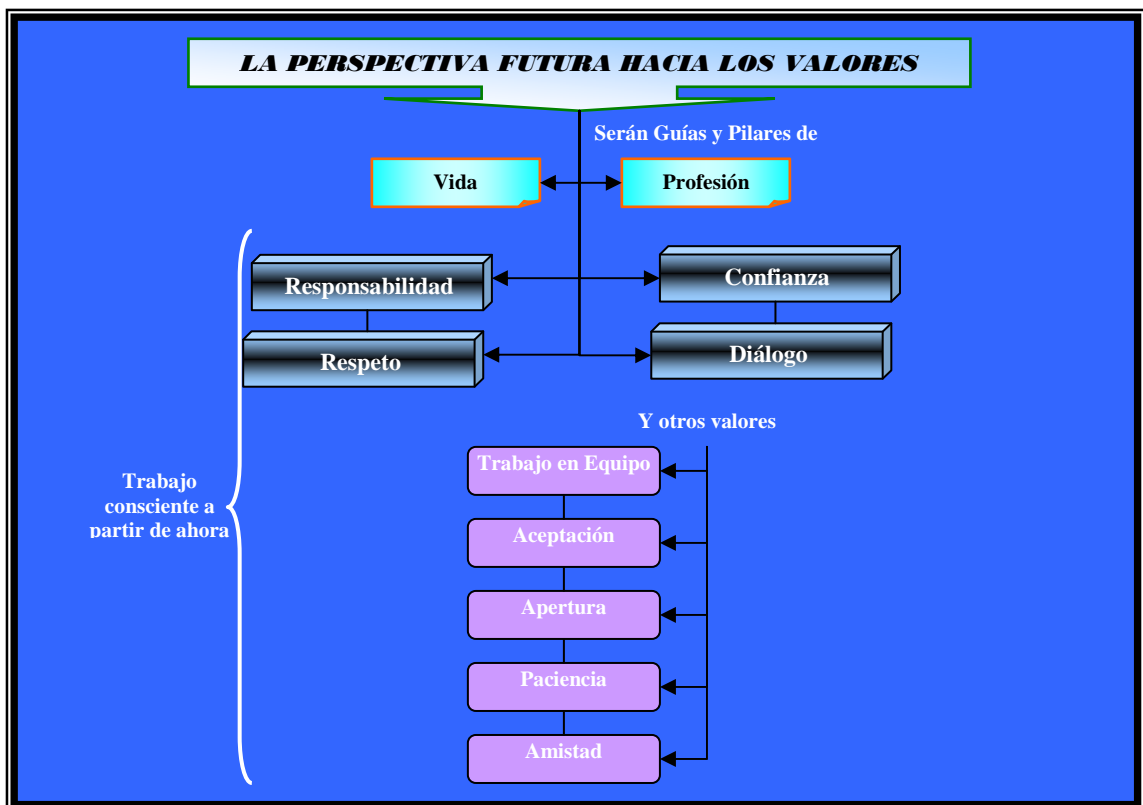 LA PERSPECTIVA FUTURA HACIA LOS VALORES
Serán Guías y Pilares de
Vida
Profesión
Responsabilidad
Confianza
Respeto
Diálogo
Y otros valores
Trabajo en Equipo
Trabajo
consciente a
partir de ahora
Aceptación
Apertura
Paciencia
Amistad